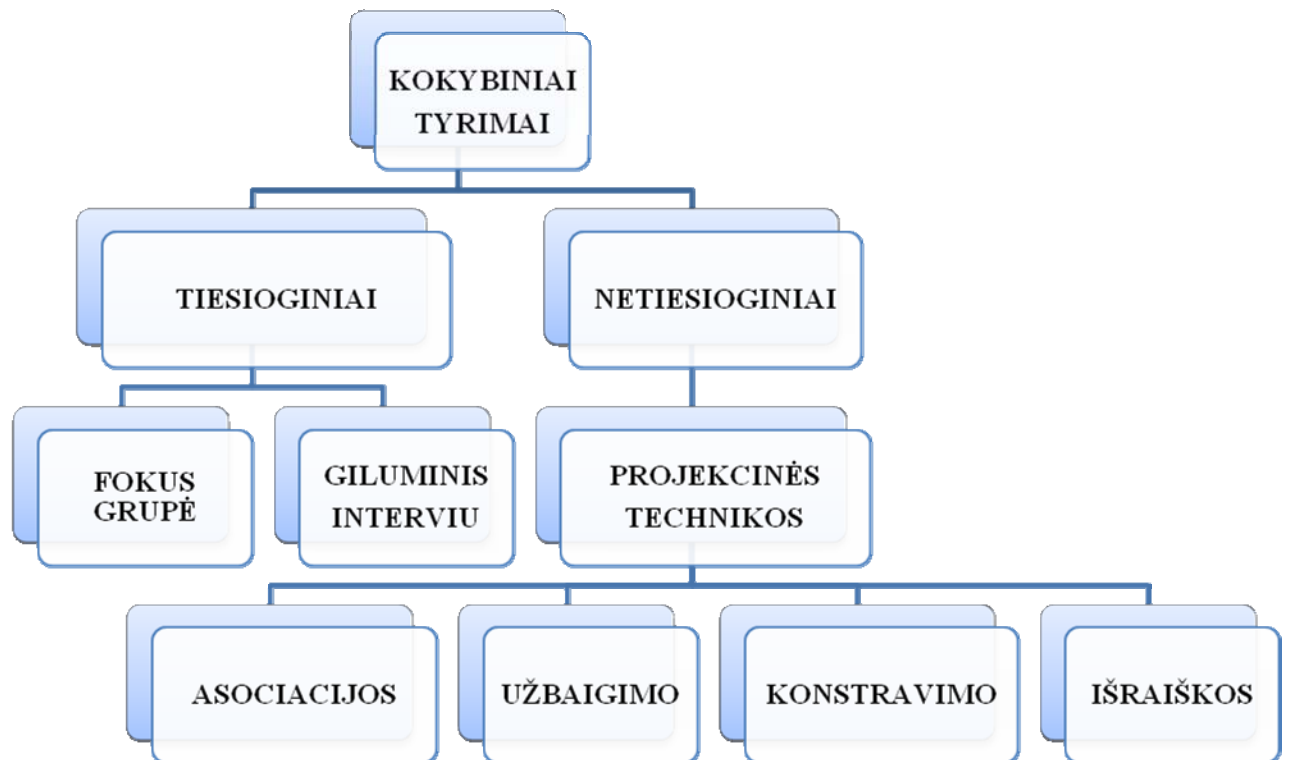 KOKYBINIAI
TYRIMAI
TIESIOGINIAI
NETIESIOGINIAI
FOKUS
GRUPĖ
GILUMINIS
INTERVIU
PROJEKCINĖS
TECHNIKOS
ASOCIACIJOS
UŽBAIGIMO
KONSTRAVIMO
IŠRAIŠKOS